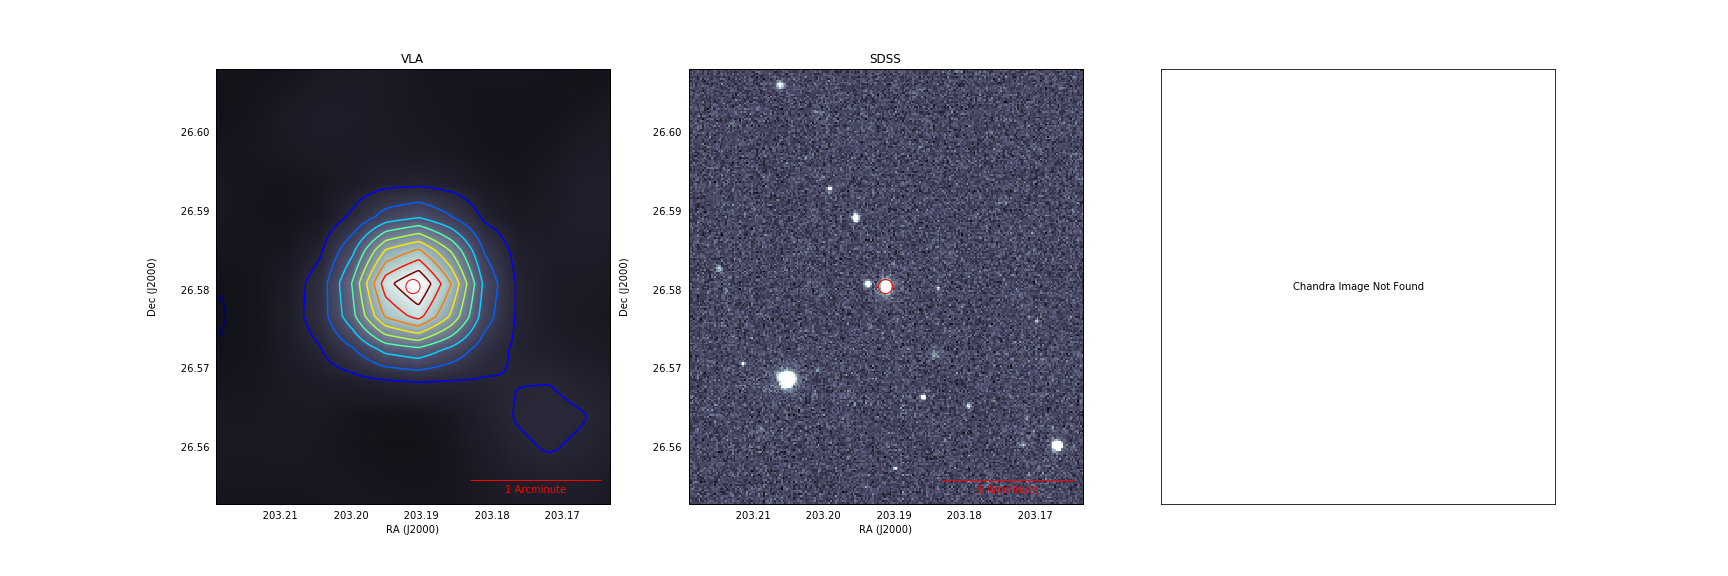 VLA
26.60
26.59
26.58
26.57
26.56
Dec (J2000)
1 Arcminute
203.21 203.20 203.19 203.18 203.17
RA (J2000)
SDSS
26.60
26.59
26.58
26.57
26.56
Dec (J2000)
1 Arcminute
203.21 203.20 203.19 203.18 203.17
RA (J2000)
Chandra Image Not Found